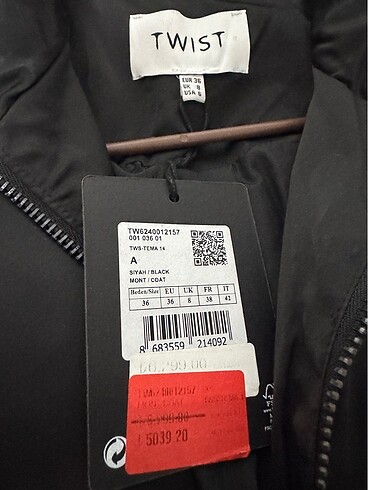 TWIST
EUR 36
UK 8
USA 6
TW6240012157
001 036 01
TWS-TEMA 14
A
SIYAH / BLACK
MONT / COAT
Beden/Size EU UK FR IT
36 36 8 38 42
8 683559 214092
TW6240012157
5039 20